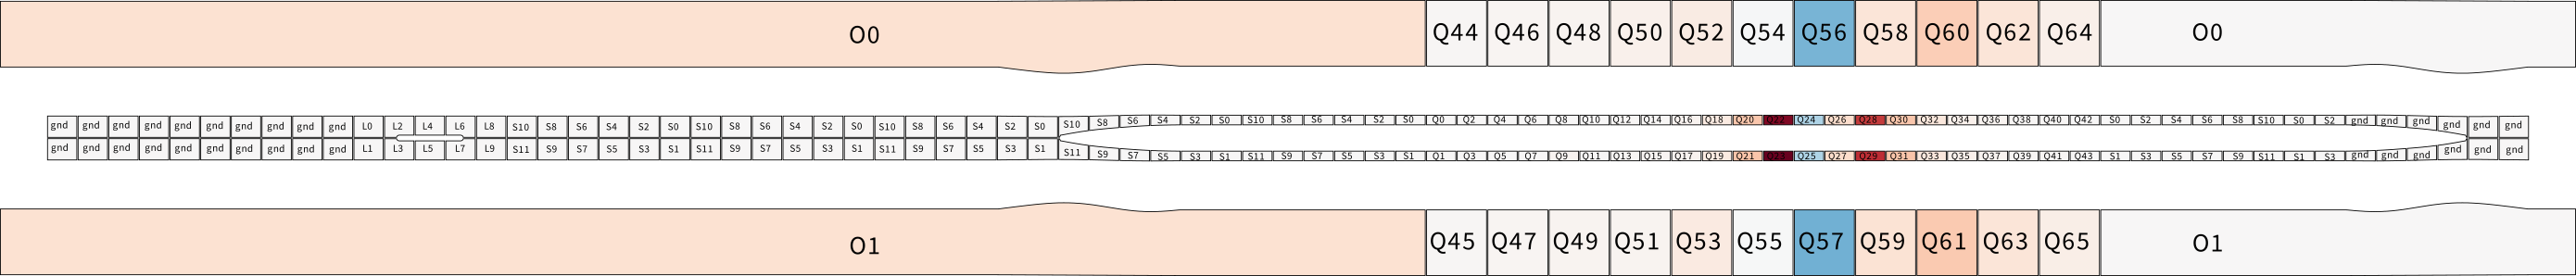 O0 Q44 Q46 Q48 Q50 Q52 Q54 Q56 Q58 Q60 Q62 Q64 O0
gnd gnd gnd gnd gnd gnd gnd gnd gnd gnd L0 L2 L4 L6 L8 S10 S8 S6 S4 S2 S0 S10 S8 S6 S4 S2 S0 S10 S8 S6 S4 S2 S0 S10 S8 S6 S4 S2 S0 S10 S8 S6 S4 S2 S0 Q0 Q2 Q4 Q6 Q8 Q10 Q12 Q14 Q16 Q18 Q20 Q22 Q24 Q26 Q28 Q30 Q32 Q34 Q36 Q38 Q40 Q42 S0 S2 S4 S6 S8 S10 S0 S2 gnd gnd gnd gnd gnd gnd
gnd gnd gnd gnd gnd gnd gnd gnd gnd gnd L1 L3 L5 L7 L9 S11 S9 S7 S5 S3 S1 S11 S9 S7 S5 S3 S1 S11 S9 S7 S5 S3 S1 S11 S9 S7 S5 S3 S1 S11 S9 S7 S5 S3 S1 Q1 Q3 Q5 Q7 Q9 Q11 Q13 Q15 Q17 Q19 Q21 Q23 Q25 Q27 Q29 Q31 Q33 Q35 Q37 Q39 Q41 Q43 S1 S3 S5 S7 S9 S11 S1 S3 gnd gnd gnd gnd gnd gnd
O1 Q45 Q47 Q49 Q51 Q53 Q55 Q57 Q59 Q61 Q63 Q65 O1